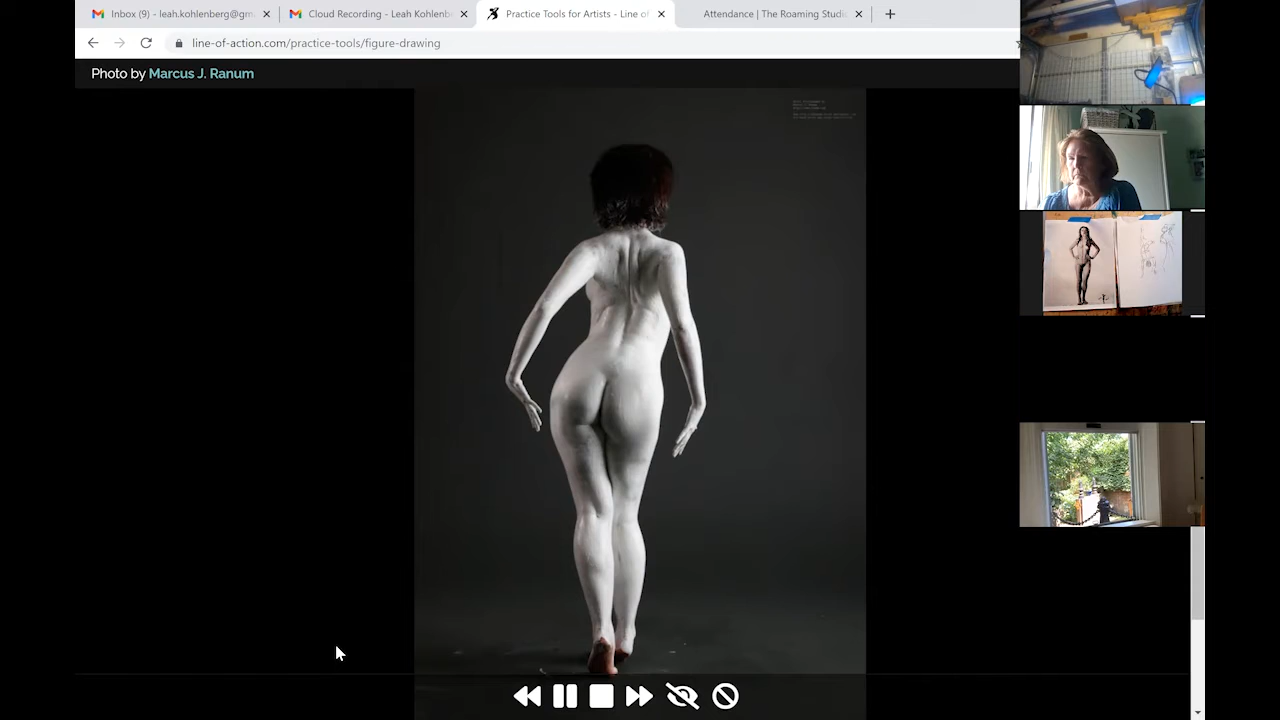 Inbox (9) - leah.kohlenberg@gm
Cloud Recording - Leah Kohlenb
Practice Tools for Artists - Line of
Attendance | The Roaming Studi
line-of-action.com/practice-tools/figure-drawing
Photo by Marcus J. Ranum